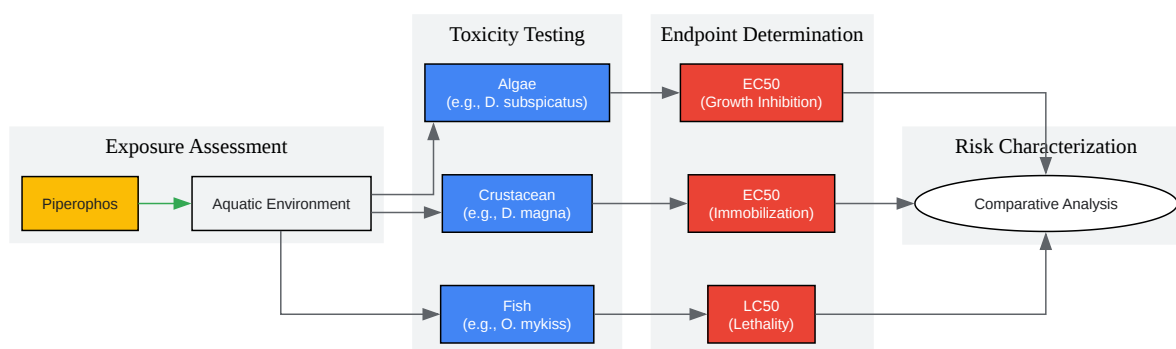 Toxicity Testing
Endpoint Determination
Algae
(e.g., D. subspicatus)
EC50
(Growth Inhibition)
Exposure Assessment
Risk Characterization
Piperophos
Aquatic Environment
Crustacean
(e.g., D. magna)
EC50
(Immobilization)
Comparative Analysis
Fish
(e.g., O. mykiss)
LC50
(Lethality)